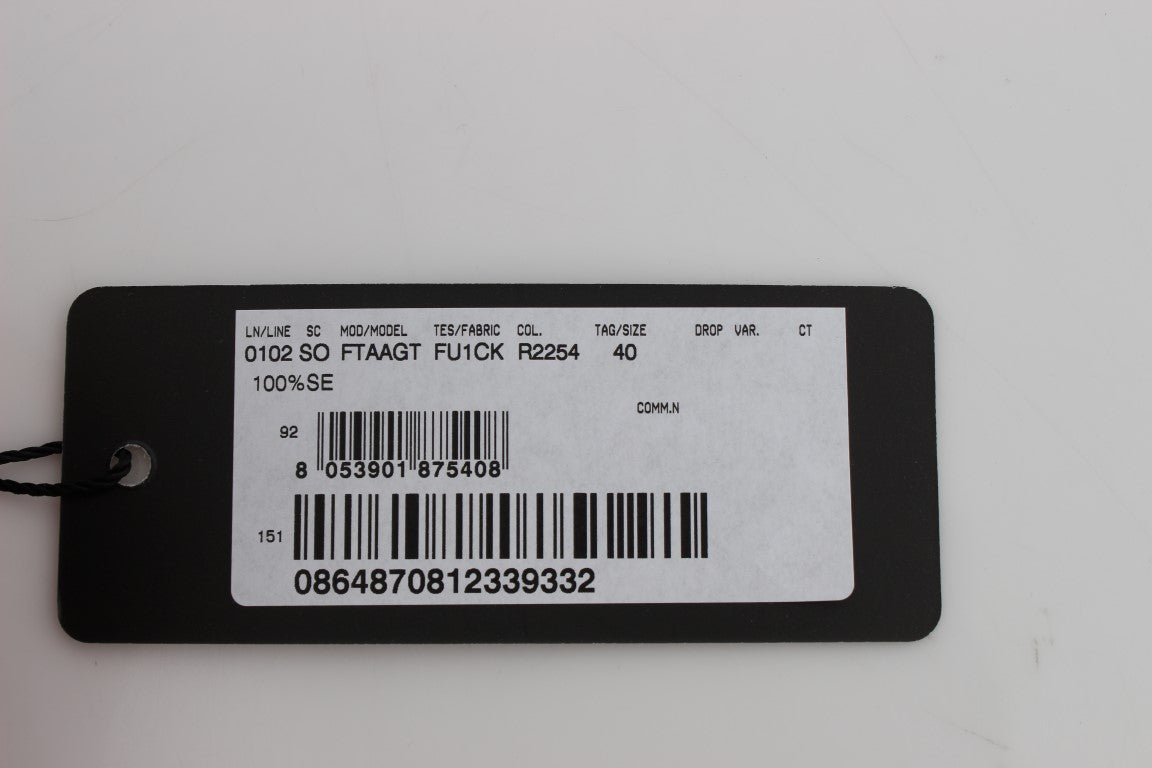 LN/LINE SC MOD/MODEL TES/FABRIC COL. TAG/SIZE DROP VAR. CT
0102 SO FTAAGT FU1CK R2254 40
100%SE
COMM.N
92
8 053901 875408
151
0864870812339332